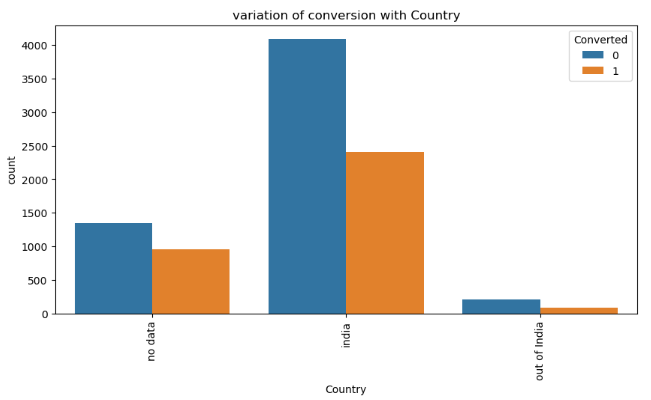 variation of conversion with Country
Converted
0
1
4000
3500
3000
2500
2000
1500
1000
500
0
count
no data
india
out of India
Country